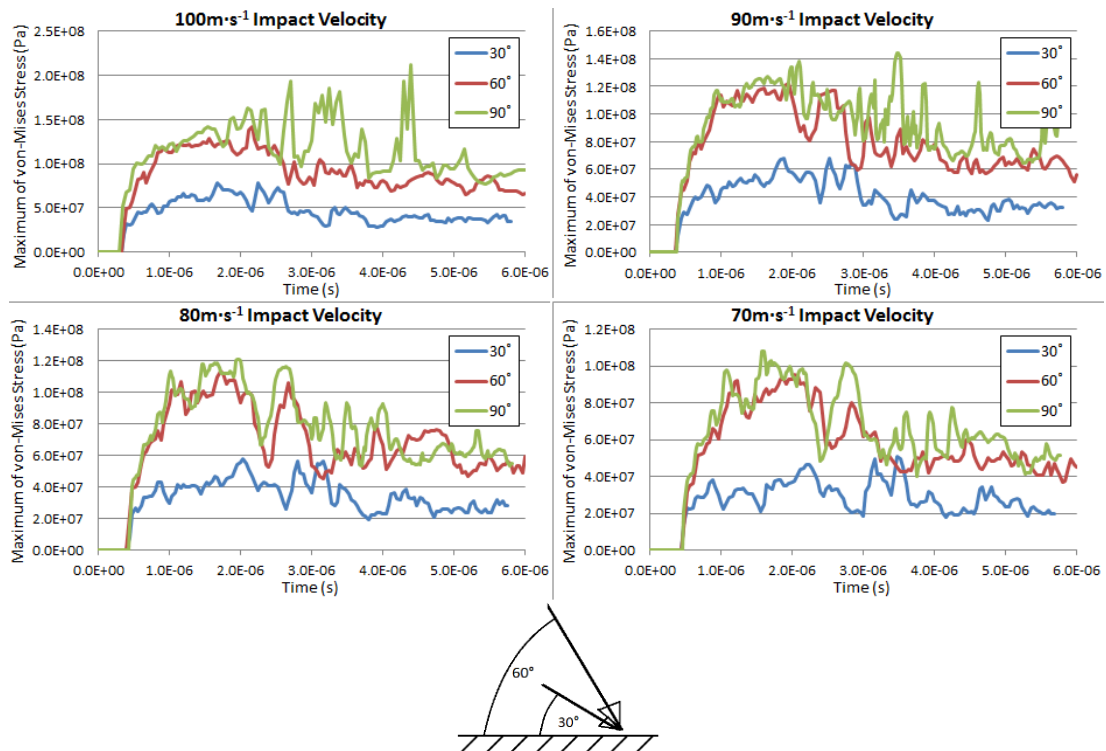 100m·s⁻¹ Impact Velocity
Maximum of von-Mises Stress (Pa)
2.5E+08
2.0E+08
1.5E+08
1.0E+08
5.0E+07
0.0E+00
30°
60°
90°
0.0E+00 1.0E-06 2.0E-06 3.0E-06 4.0E-06 5.0E-06 6.0E-06
Time (s)
90m·s⁻¹ Impact Velocity
Maximum of von-Mises Stress (Pa)
1.6E+08
1.4E+08
1.2E+08
1.0E+08
8.0E+07
6.0E+07
4.0E+07
2.0E+07
0.0E+00
30°
60°
90°
0.0E+00 1.0E-06 2.0E-06 3.0E-06 4.0E-06 5.0E-06 6.0E-06
Time (s)
80m·s⁻¹ Impact Velocity
Maximum of von-Mises Stress (Pa)
1.4E+08
1.2E+08
1.0E+08
8.0E+07
6.0E+07
4.0E+07
2.0E+07
0.0E+00
30°
60°
90°
0.0E+00 1.0E-06 2.0E-06 3.0E-06 4.0E-06 5.0E-06 6.0E-06
Time (s)
70m·s⁻¹ Impact Velocity
Maximum of von-Mises Stress (Pa)
1.2E+08
1.0E+08
8.0E+07
6.0E+07
4.0E+07
2.0E+07
0.0E+00
30°
60°
90°
0.0E+00 1.0E-06 2.0E-06 3.0E-06 4.0E-06 5.0E-06 6.0E-06
Time (s)
60°
30°